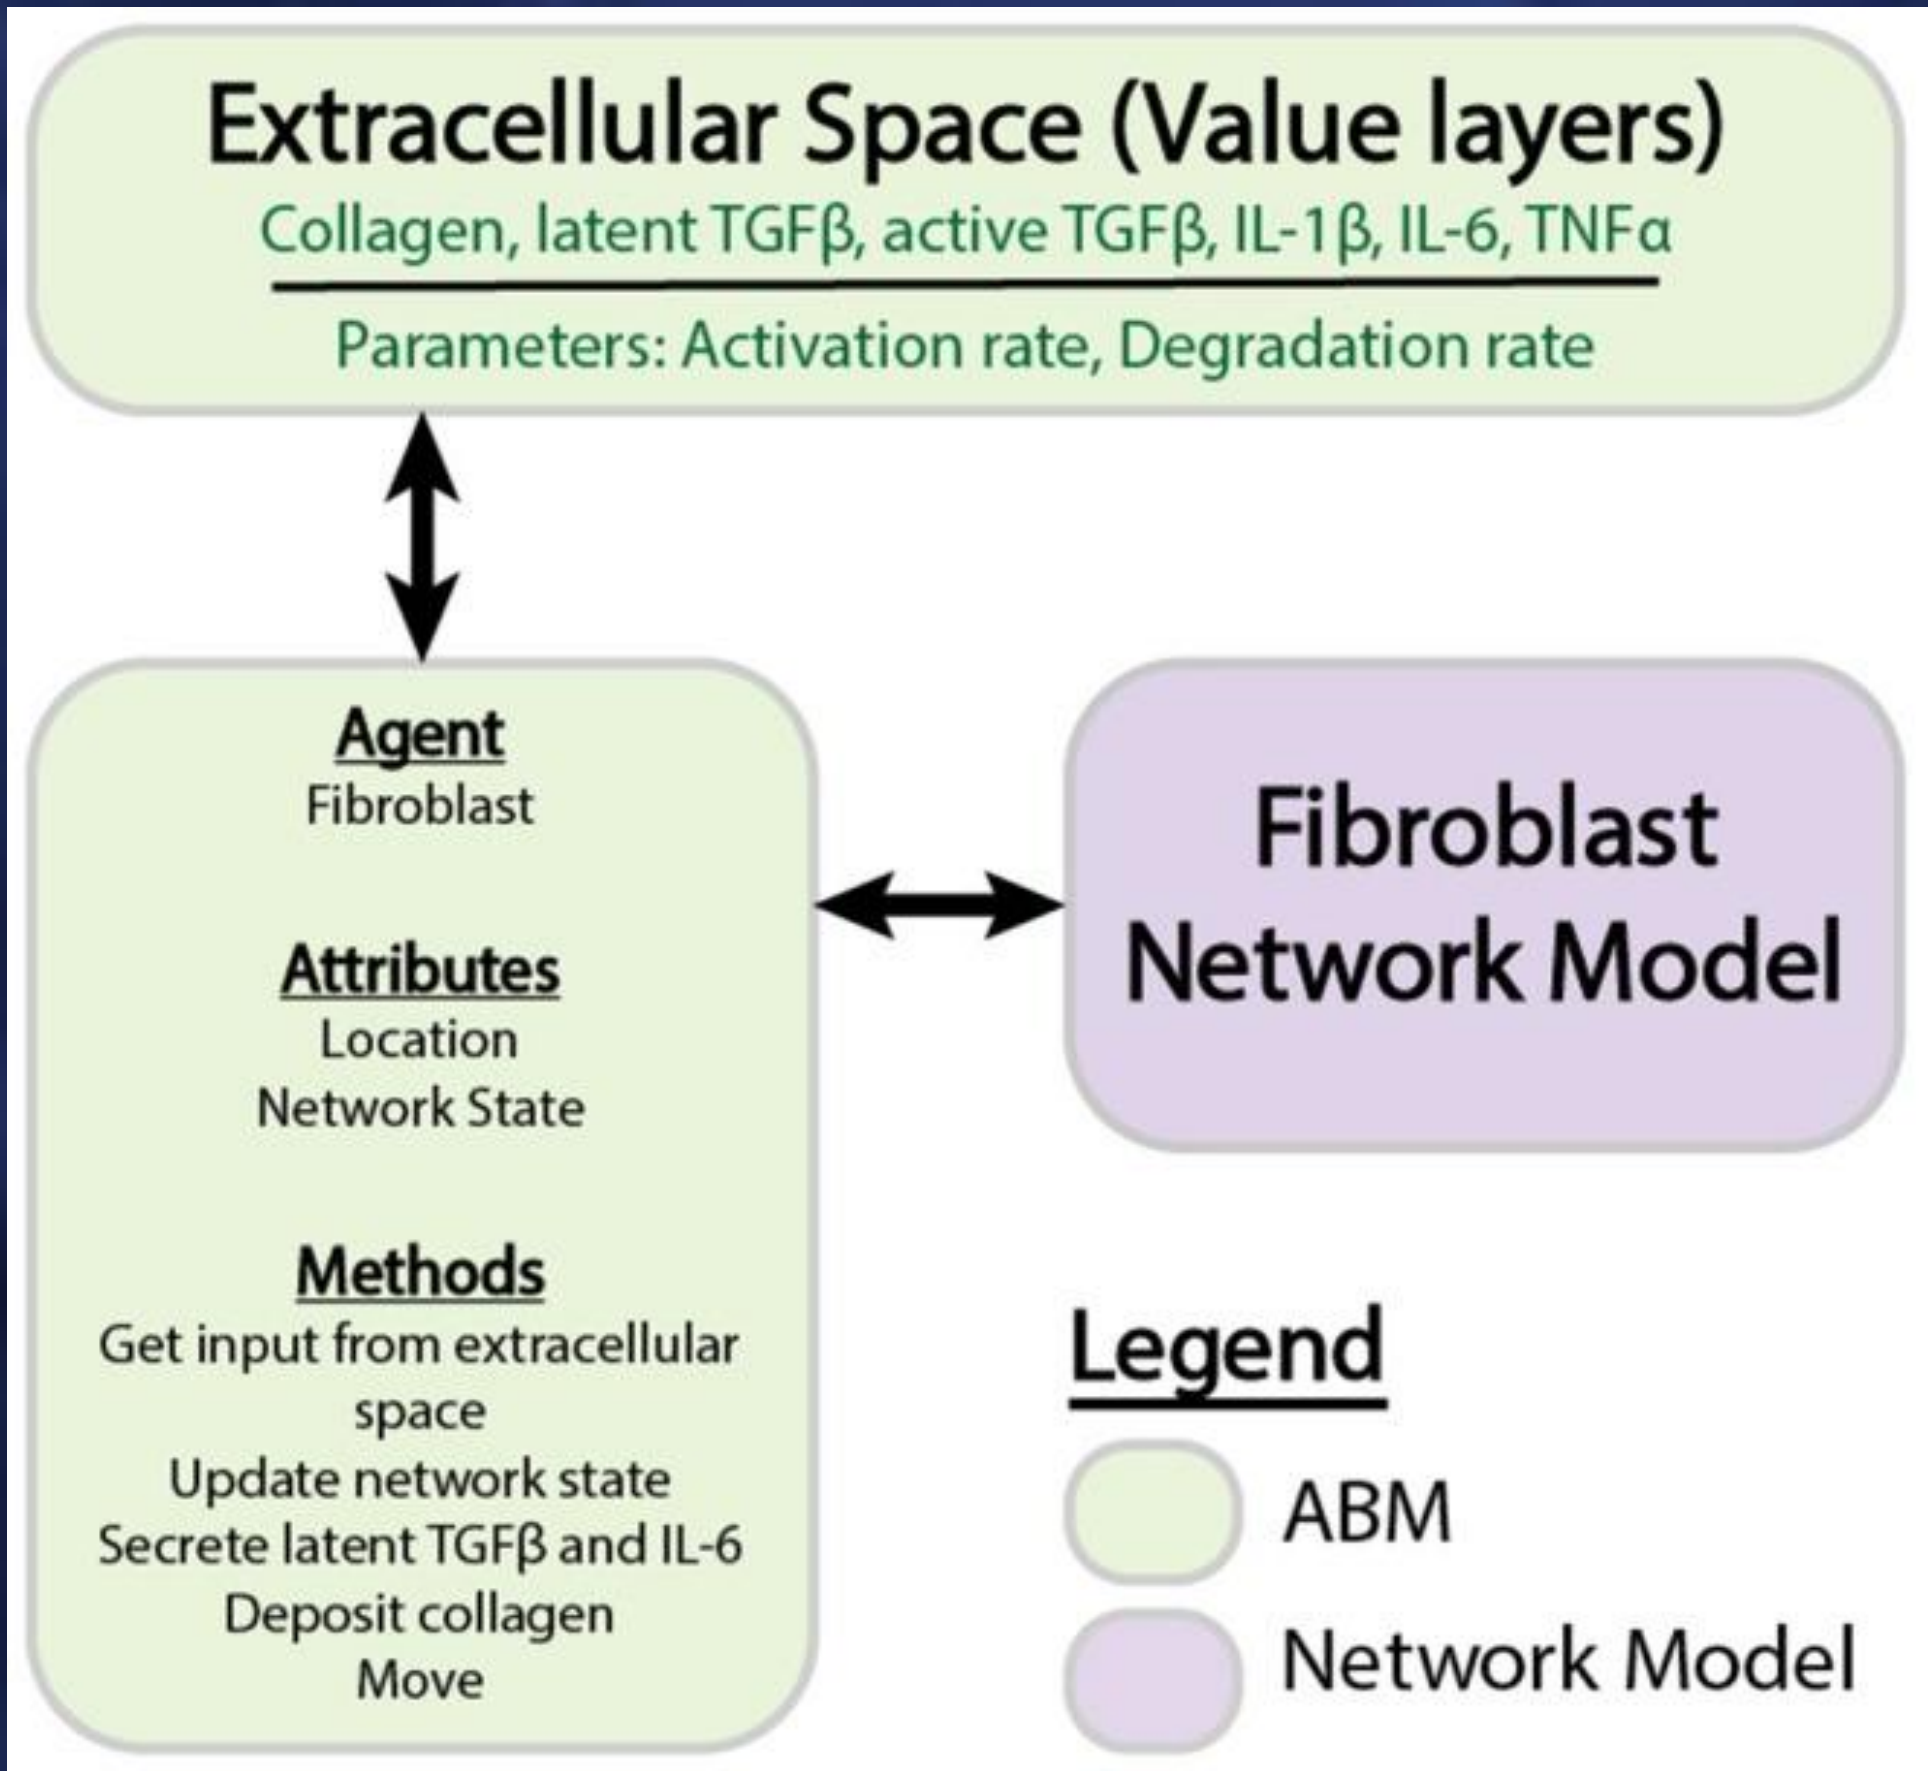 Extracellular Space (Value layers)
Collagen, latent TGFβ, active TGFβ, IL-1β, IL-6, TNFα
Parameters: Activation rate, Degradation rate
Agent
Fibroblast
Attributes
Location
Network State
Methods
Get input from extracellular
space
Update network state
Secrete latent TGFβ and IL-6
Deposit collagen
Move
Fibroblast
Network Model
Legend
ABM
Network Model